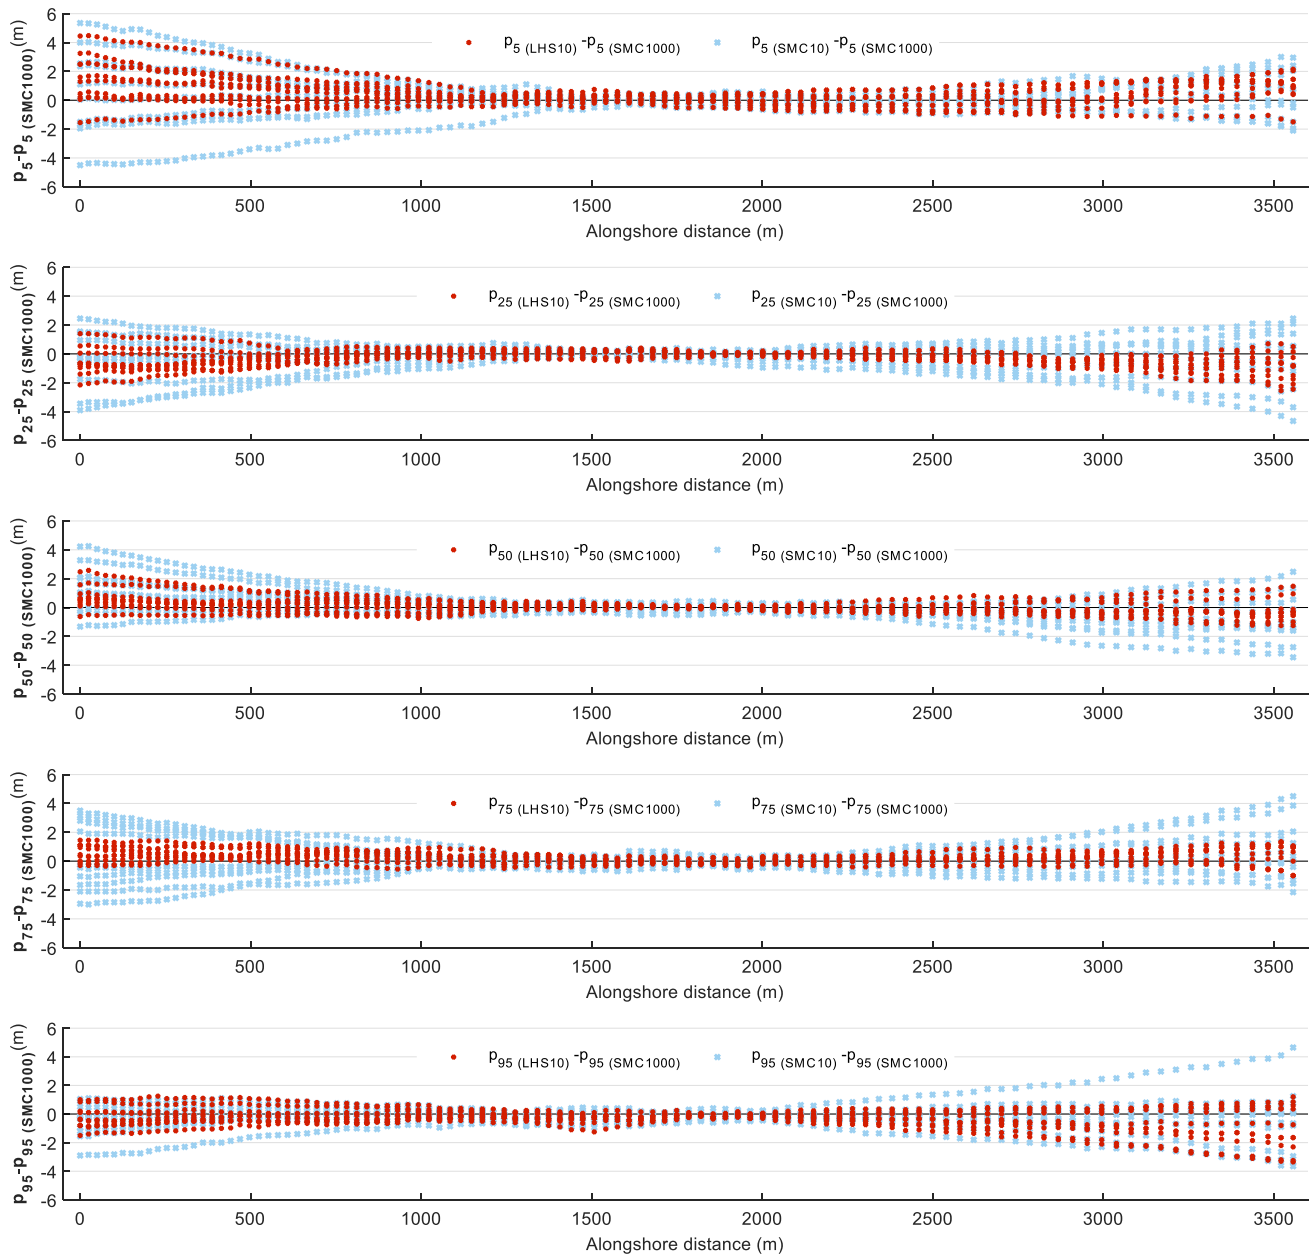 p5-p5 (SMC1000)(m)
6
4
2
0
-2
-4
-6
p5 (LHS10) -p5 (SMC1000) p5 (SMC10) -p5 (SMC1000)
0 500 1000 1500 2000 2500 3000 3500
Alongshore distance (m)
p25-p25 (SMC1000)(m)
6
4
2
0
-2
-4
-6
p25 (LHS10) -p25 (SMC1000) p25 (SMC10) -p25 (SMC1000)
0 500 1000 1500 2000 2500 3000 3500
Alongshore distance (m)
p50-p50 (SMC1000)(m)
6
4
2
0
-2
-4
-6
p50 (LHS10) -p50 (SMC1000) p50 (SMC10) -p50 (SMC1000)
0 500 1000 1500 2000 2500 3000 3500
Alongshore distance (m)
p75-p75 (SMC1000)(m)
6
4
2
0
-2
-4
-6
p75 (LHS10) -p75 (SMC1000) p75 (SMC10) -p75 (SMC1000)
0 500 1000 1500 2000 2500 3000 3500
Alongshore distance (m)
p95-p95 (SMC1000)(m)
6
4
2
0
-2
-4
-6
p95 (LHS10) -p95 (SMC1000) p95 (SMC10) -p95 (SMC1000)
0 500 1000 1500 2000 2500 3000 3500
Alongshore distance (m)